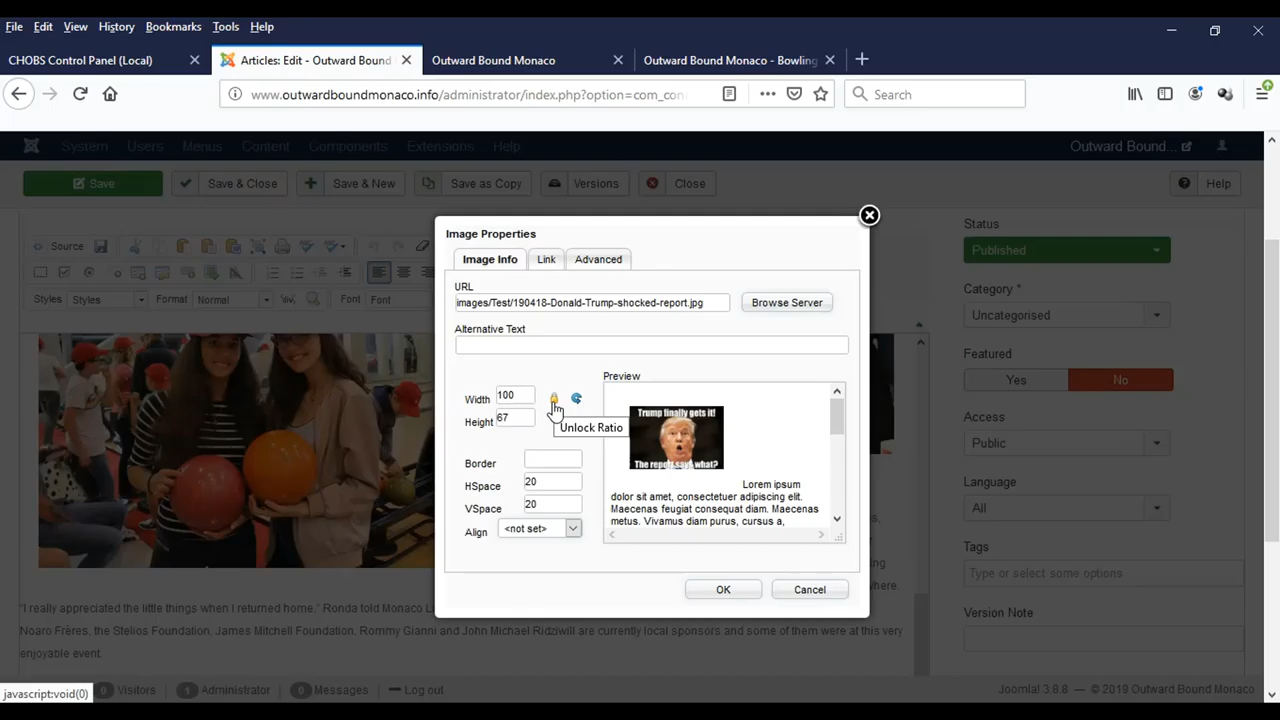 File Edit View History Bookmarks Tools Help
CHOBS Control Panel (Local) Articles: Edit - Outward Bound Outward Bound Monaco Outward Bound Monaco - Bowling
www.outwardboundmonaco.info/administrator/index.php?option=com_con Search
System Users Menus Content Components Extensions Help Outward Bound...
Save Save & Close Save & New Save as Copy Versions Close Help
Source
Styles Styles Format Normal Font Font
Image Properties
Image Info Link Advanced
URL
images/Test/190418-Donald-Trump-shocked-report.jpg Browse Server
Alternative Text
Width 100
Height 67
Unlock Ratio
Border
HSpace 20
VSpace 20
Align <not set>
Preview
Trump finally gets it!
The report says what?
Lorem ipsum
dolor sit amet, consectetuer adipiscing elit.
Maecenas feugiat consequat diam. Maecenas
metus. Vivamus diam purus, cursus a,
OK Cancel
Status
Published
Category *
Uncategorised
Featured
Yes No
Access
Public
Language
All
Tags
Type or select some options
Version Note
"I really appreciated the little things when I returned home." Ronda told Monaco
Noaro Frères, the Stelios Foundation, James Mitchell Foundation, Rommy Gianni and John Michael Ridziwill are currently local sponsors and some of them were at this very
enjoyable event.
javascript:void(0) 0 Visitors 1 Administrator 0 Messages Log out Joomla! 3.8.8 — © 2019 Outward Bound Monaco